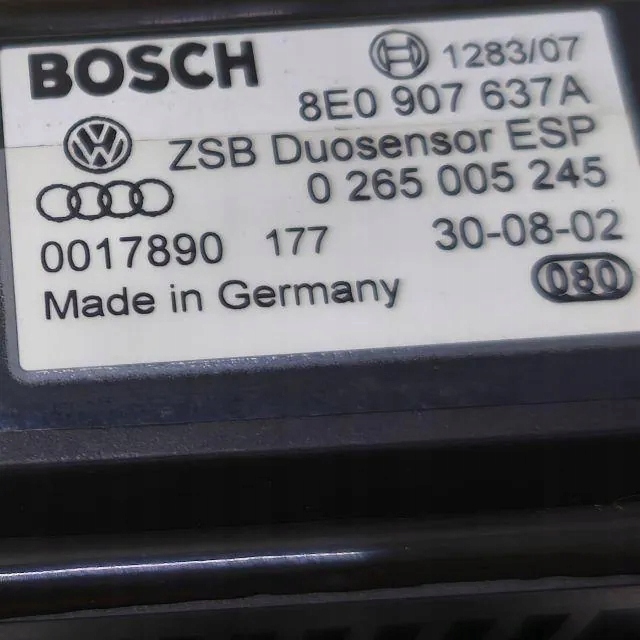 BOSCH 1283/07
8E0 907 637A
ZSB Duosensor ESP
0 265 005 245
0017890 177 30-08-02
Made in Germany 080